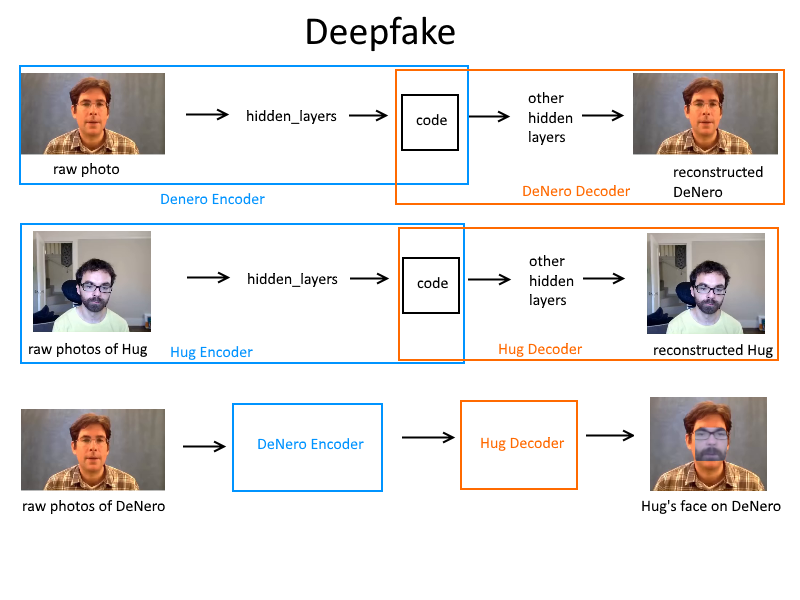 Deepfake
raw photo
hidden_layers
code
other
hidden
layers
reconstructed
DeNero
Denero Encoder
DeNero Decoder
raw photos of Hug
hidden_layers
code
other
hidden
layers
reconstructed Hug
Hug Encoder
Hug Decoder
raw photos of DeNero
DeNero Encoder
Hug Decoder
Hug's face on DeNero